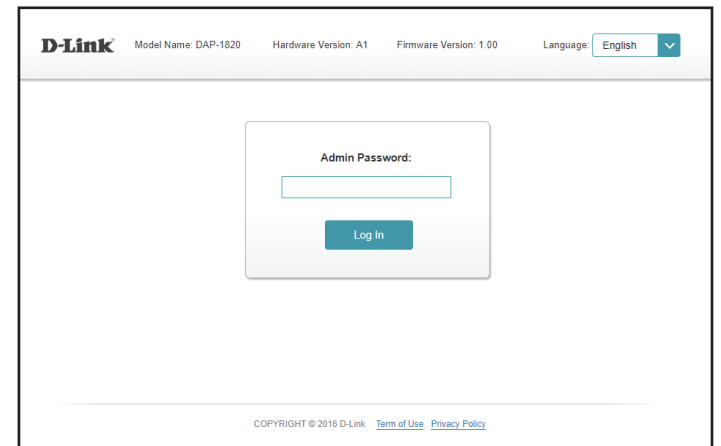 D-Link Model Name: DAP-1820 Hardware Version: A1 Firmware Version: 1.00 Language: English
Admin Password:
Log In
COPYRIGHT © 2016 D-Link Term of Use Privacy Policy